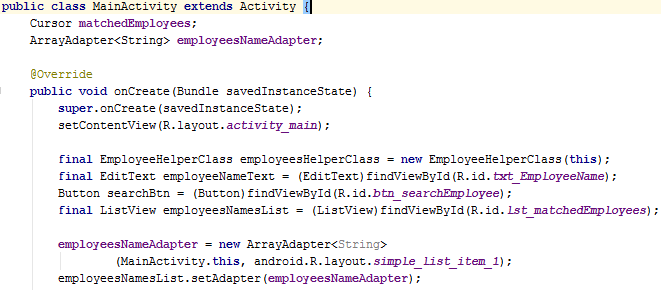 public class MainActivity extends Activity {
    Cursor matchedEmployees;
    ArrayAdapter<String> employeesNameAdapter;

    @Override
    public void onCreate(Bundle savedInstanceState) {
        super.onCreate(savedInstanceState);
        setContentView(R.layout.activity_main);

        final EmployeeHelperClass employeesHelperClass = new EmployeeHelperClass(this);
        final EditText employeeNameText = (EditText)findViewById(R.id.txt_EmployeeName);
        Button searchBtn = (Button)findViewById(R.id.btn_searchEmployee);
        final ListView employeesNamesList = (ListView)findViewById(R.id.lst_matchedEmployees);

        employeesNameAdapter = new ArrayAdapter<String>
                (MainActivity.this, android.R.layout.simple_list_item_1);
        employeesNamesList.setAdapter(employeesNameAdapter);